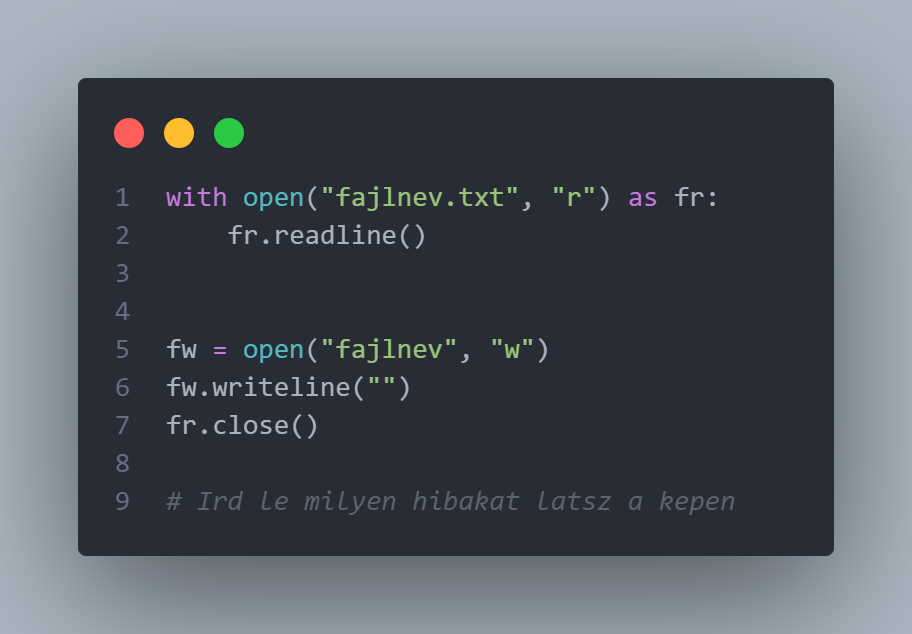 1 with open("fajlnev.txt", "r") as fr:
2     fr.readline()
3
4
5 fw = open("fajlnev", "w")
6 fw.writeline("")
7 fr.close()
8
9 # Ird le milyen hibakat latsz a kepen